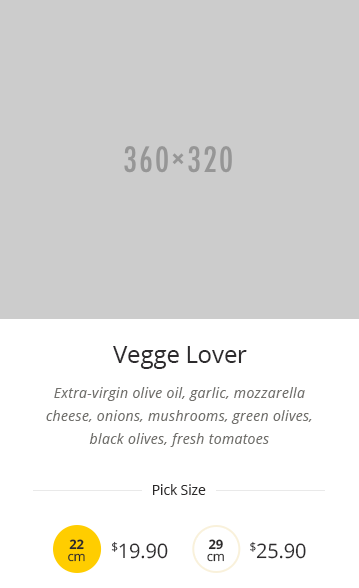 360×320
Vegge Lover
Extra-virgin olive oil, garlic, mozzarella
cheese, onions, mushrooms, green olives,
black olives, fresh tomatoes
Pick Size
22
cm
$19.90
29
cm
$25.90